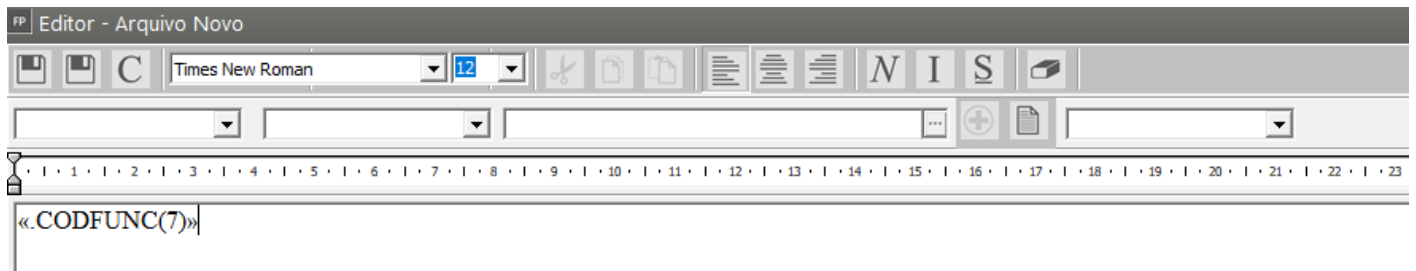 FP Editor - Arquivo Novo
C Times New Roman 12 N I S
...
1 2 3 4 5 6 7 8 9 10 11 12 13 14 15 16 17 18 19 20 21 22 23
«.CODFUNC(7)»